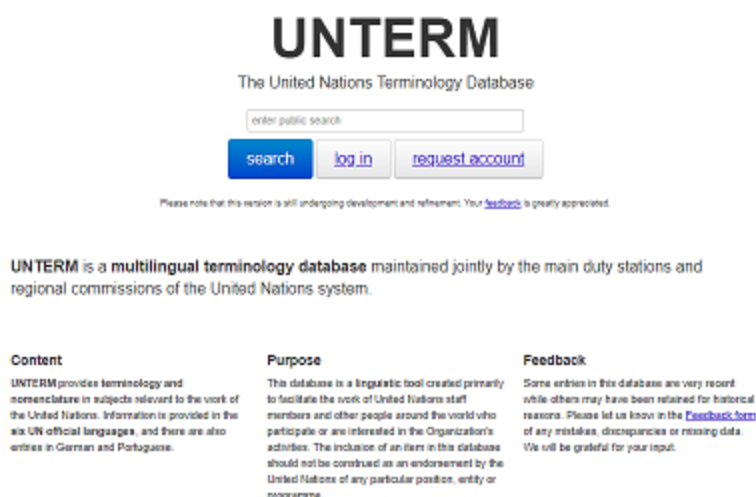 UNTERM
The United Nations Terminology Database
enter public search
search
log in
request account
Please note that this version is still undergoing development and refinement. Your feedback is greatly appreciated.
UNTERM is a multilingual terminology database maintained jointly by the main duty stations and
regional commissions of the United Nations system.
Content
UNTERM provides terminology and
nomenclature in subjects relevant to the work of
the United Nations. Information is provided in the
six UN official languages, and there are also
entries in German and Portuguese.
Purpose
This database is a linguistic tool created primarily
to facilitate the work of United Nations staff
members and other people around the world who
participate or are interested in the Organization's
activities. The inclusion of an item in this database
should not be construed as an endorsement by the
United Nations of any particular position, entity or
programme.
Feedback
Some entries in this database are very recent
while others may have been retained for historical
reasons. Please let us know in the Feedback form
of any mistakes, discrepancies or missing data.
We will be grateful for your input.